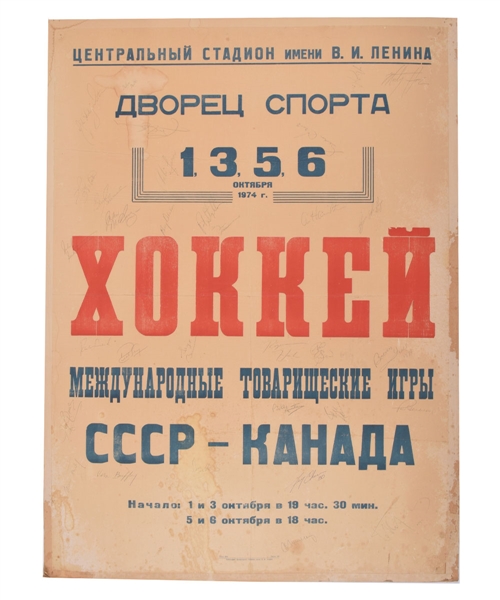 ЦЕНТРАЛЬНЫЙ СТАДИОН ИМЕНИ В. И. ЛЕНИНА
ДВОРЕЦ СПОРТА
1, 3, 5, 6
ОКТЯБРЯ
1974 г.
ХОККЕЙ
МЕЖДУНАРОДНЫЕ ТОВАРИЩЕСКИЕ ИГРЫ
СССР – КАНАДА
Начало: 1 и 3 октября в 19 час. 30 мин.
5 и 6 октября в 18 час.